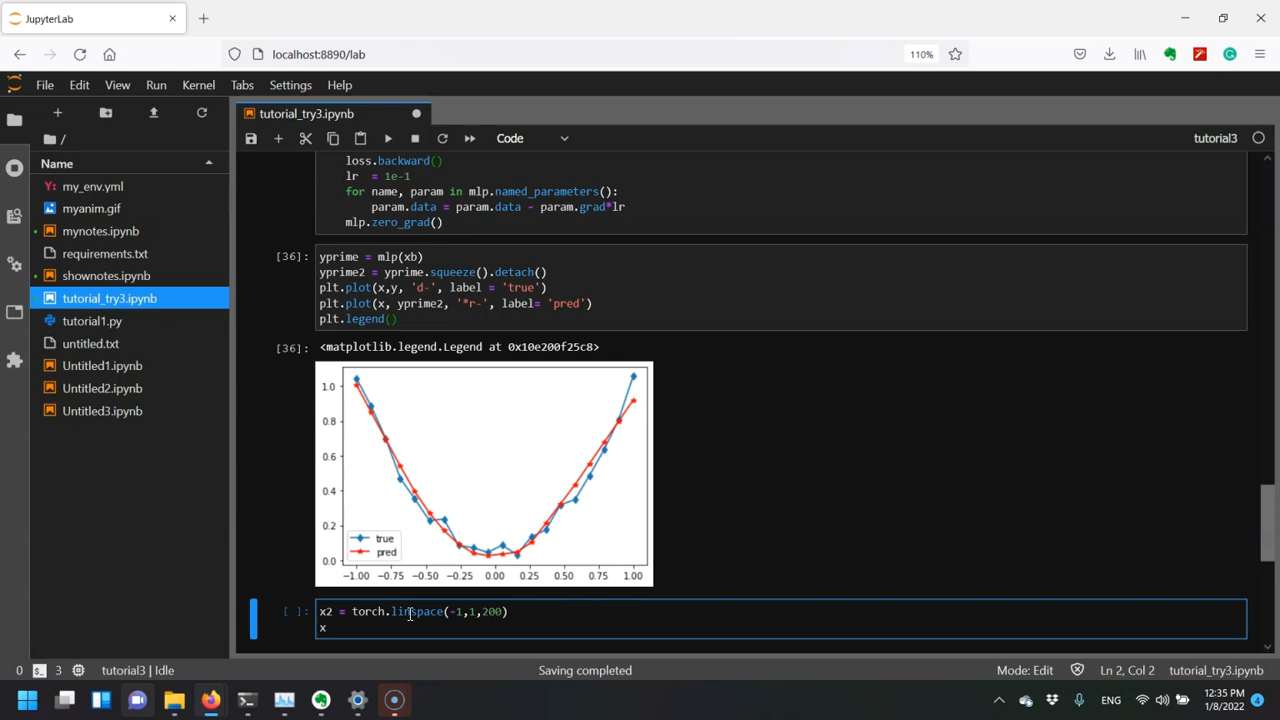 JupyterLab
localhost:8890/lab
110%
File Edit View Run Kernel Tabs Settings Help
tutorial_try3.ipynb
Code
tutorial3
/
Name
my_env.yml
myanim.gif
mynotes.ipynb
requirements.txt
shownotes.ipynb
tutorial_try3.ipynb
tutorial1.py
untitled.txt
Untitled1.ipynb
Untitled2.ipynb
Untitled3.ipynb
loss.backward()
lr  = 1e-1
for name, param in mlp.named_parameters():
param.data = param.data - param.grad*lr
mlp.zero_grad()
[36]: yprime = mlp(xb)
yprime2 = yprime.squeeze().detach()
plt.plot(x,y, 'd-', label = 'true')
plt.plot(x, yprime2, '*r-', label= 'pred')
plt.legend()
[36]: <matplotlib.legend.Legend at 0x10e200f25c8>
1.0
0.8
0.6
0.4
0.2
0.0
true
pred
−1.00 −0.75 −0.50 −0.25 0.00 0.25 0.50 0.75 1.00
[ ]: x2 = torch.linspace(-1,1,200)
x
0 3 tutorial3 | Idle Saving completed Mode: Edit Ln 2, Col 2 tutorial_try3.ipynb
ENG
12:35 PM
1/8/2022
4